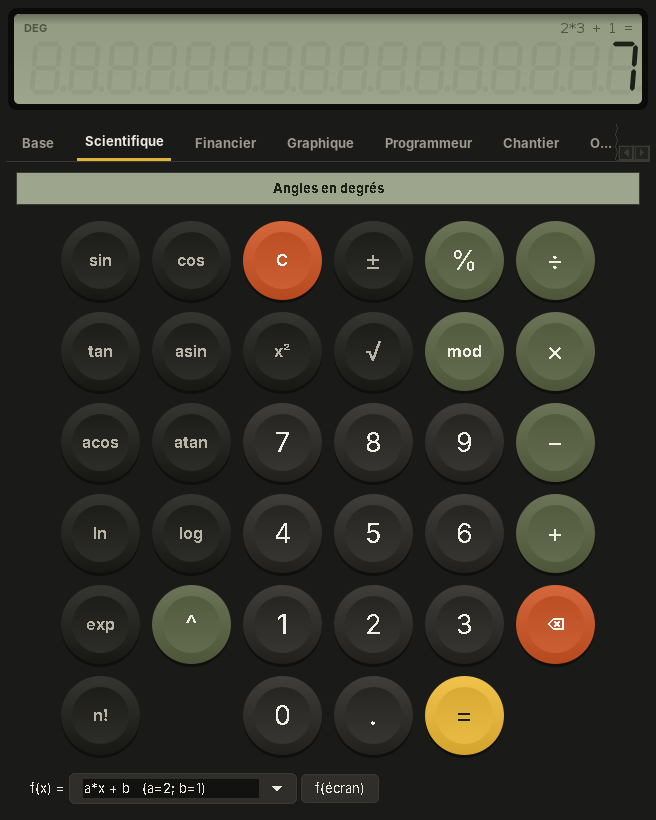 DEG 2*3 + 1 =
7
Base Scientifique Financier Graphique Programmeur Chantier O...
Angles en degrés
sin cos C ± % ÷
tan asin x² √ mod ×
acos atan 7 8 9 −
ln log 4 5 6 +
exp ^ 1 2 3 ⌫
n! 0 . =
f(x) = a*x + b (a=2; b=1) f(écran)